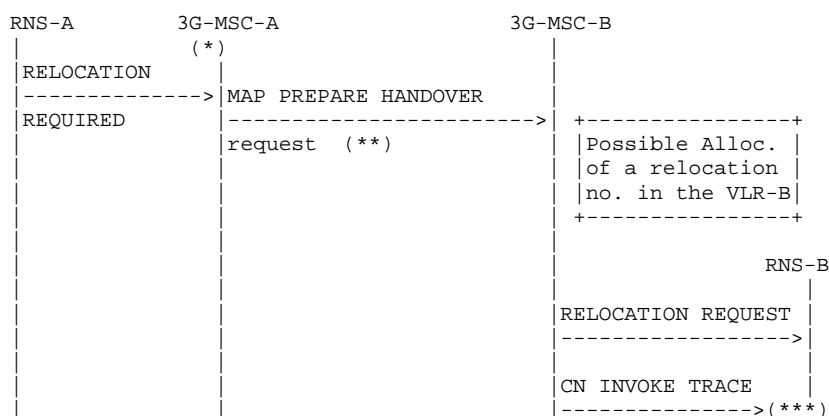 RNS-A 3G-MSC-A 3G-MSC-B
(*)
RELOCATION
MAP PREPARE HANDOVER
REQUIRED
request (**)
Possible Alloc.
of a relocation
no. in the VLR-B
RNS-B
RELOCATION REQUEST
CN INVOKE TRACE
(***)